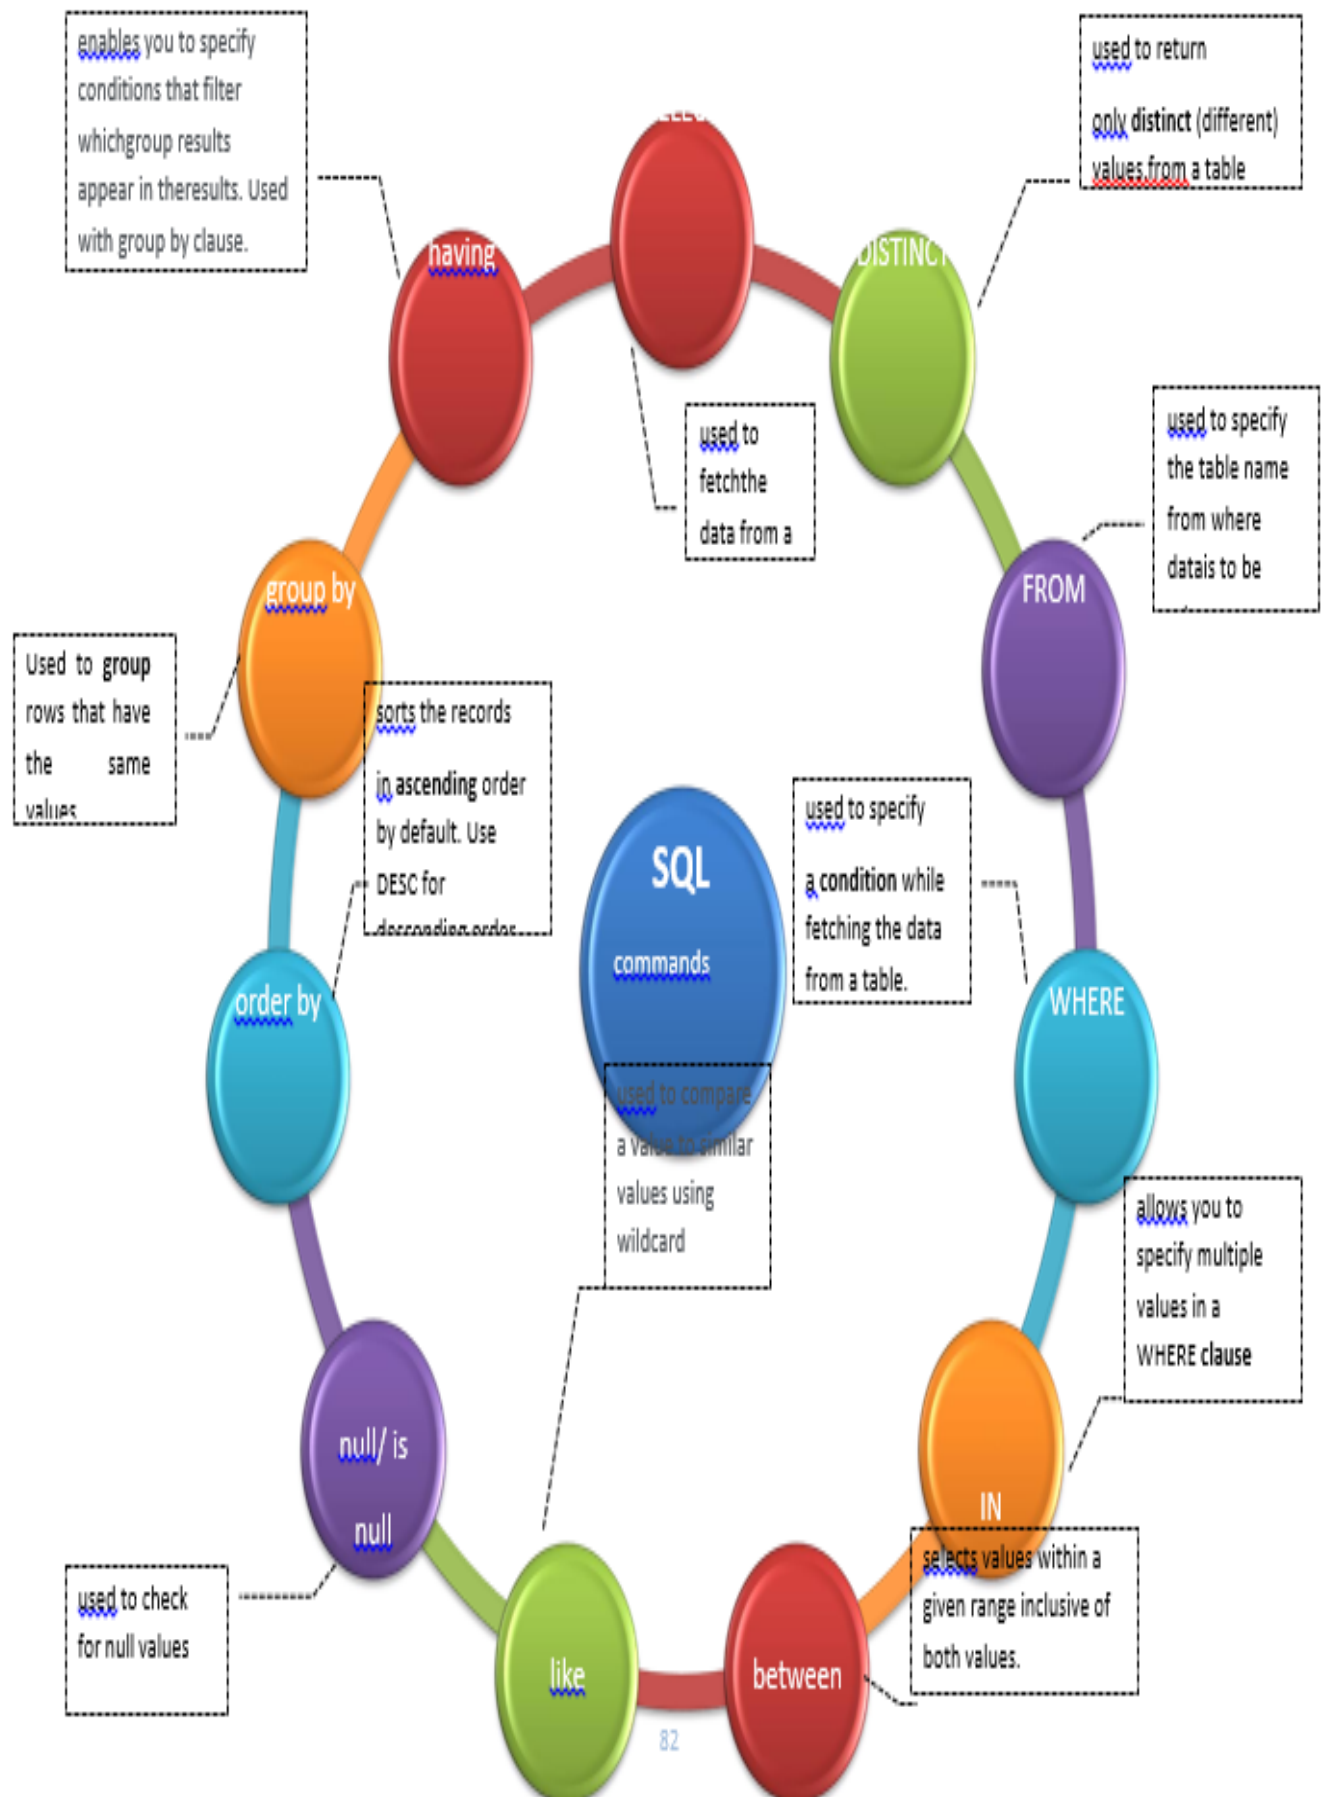 enables you to specify
conditions that filter
whichgroup results
appear in theresults. Used
with group by clause.
used to return
only distinct (different)
values from a table
having
DISTINCT
used to
fetchthe
data from a
used to specify
the table name
from where
datais to be
group by
FROM
Used to group
rows that have
the same
values
sorts the records
in ascending order
by default. Use
DESC for
descending order
SQL
commands
used to specify
a condition while
fetching the data
from a table.
order by
WHERE
used to compare
a value to similar
values using
wildcard
allows you to
specify multiple
values in a
WHERE clause
null/ is
null
IN
selects values within a
given range inclusive of
both values.
used to check
for null values
like
between
82